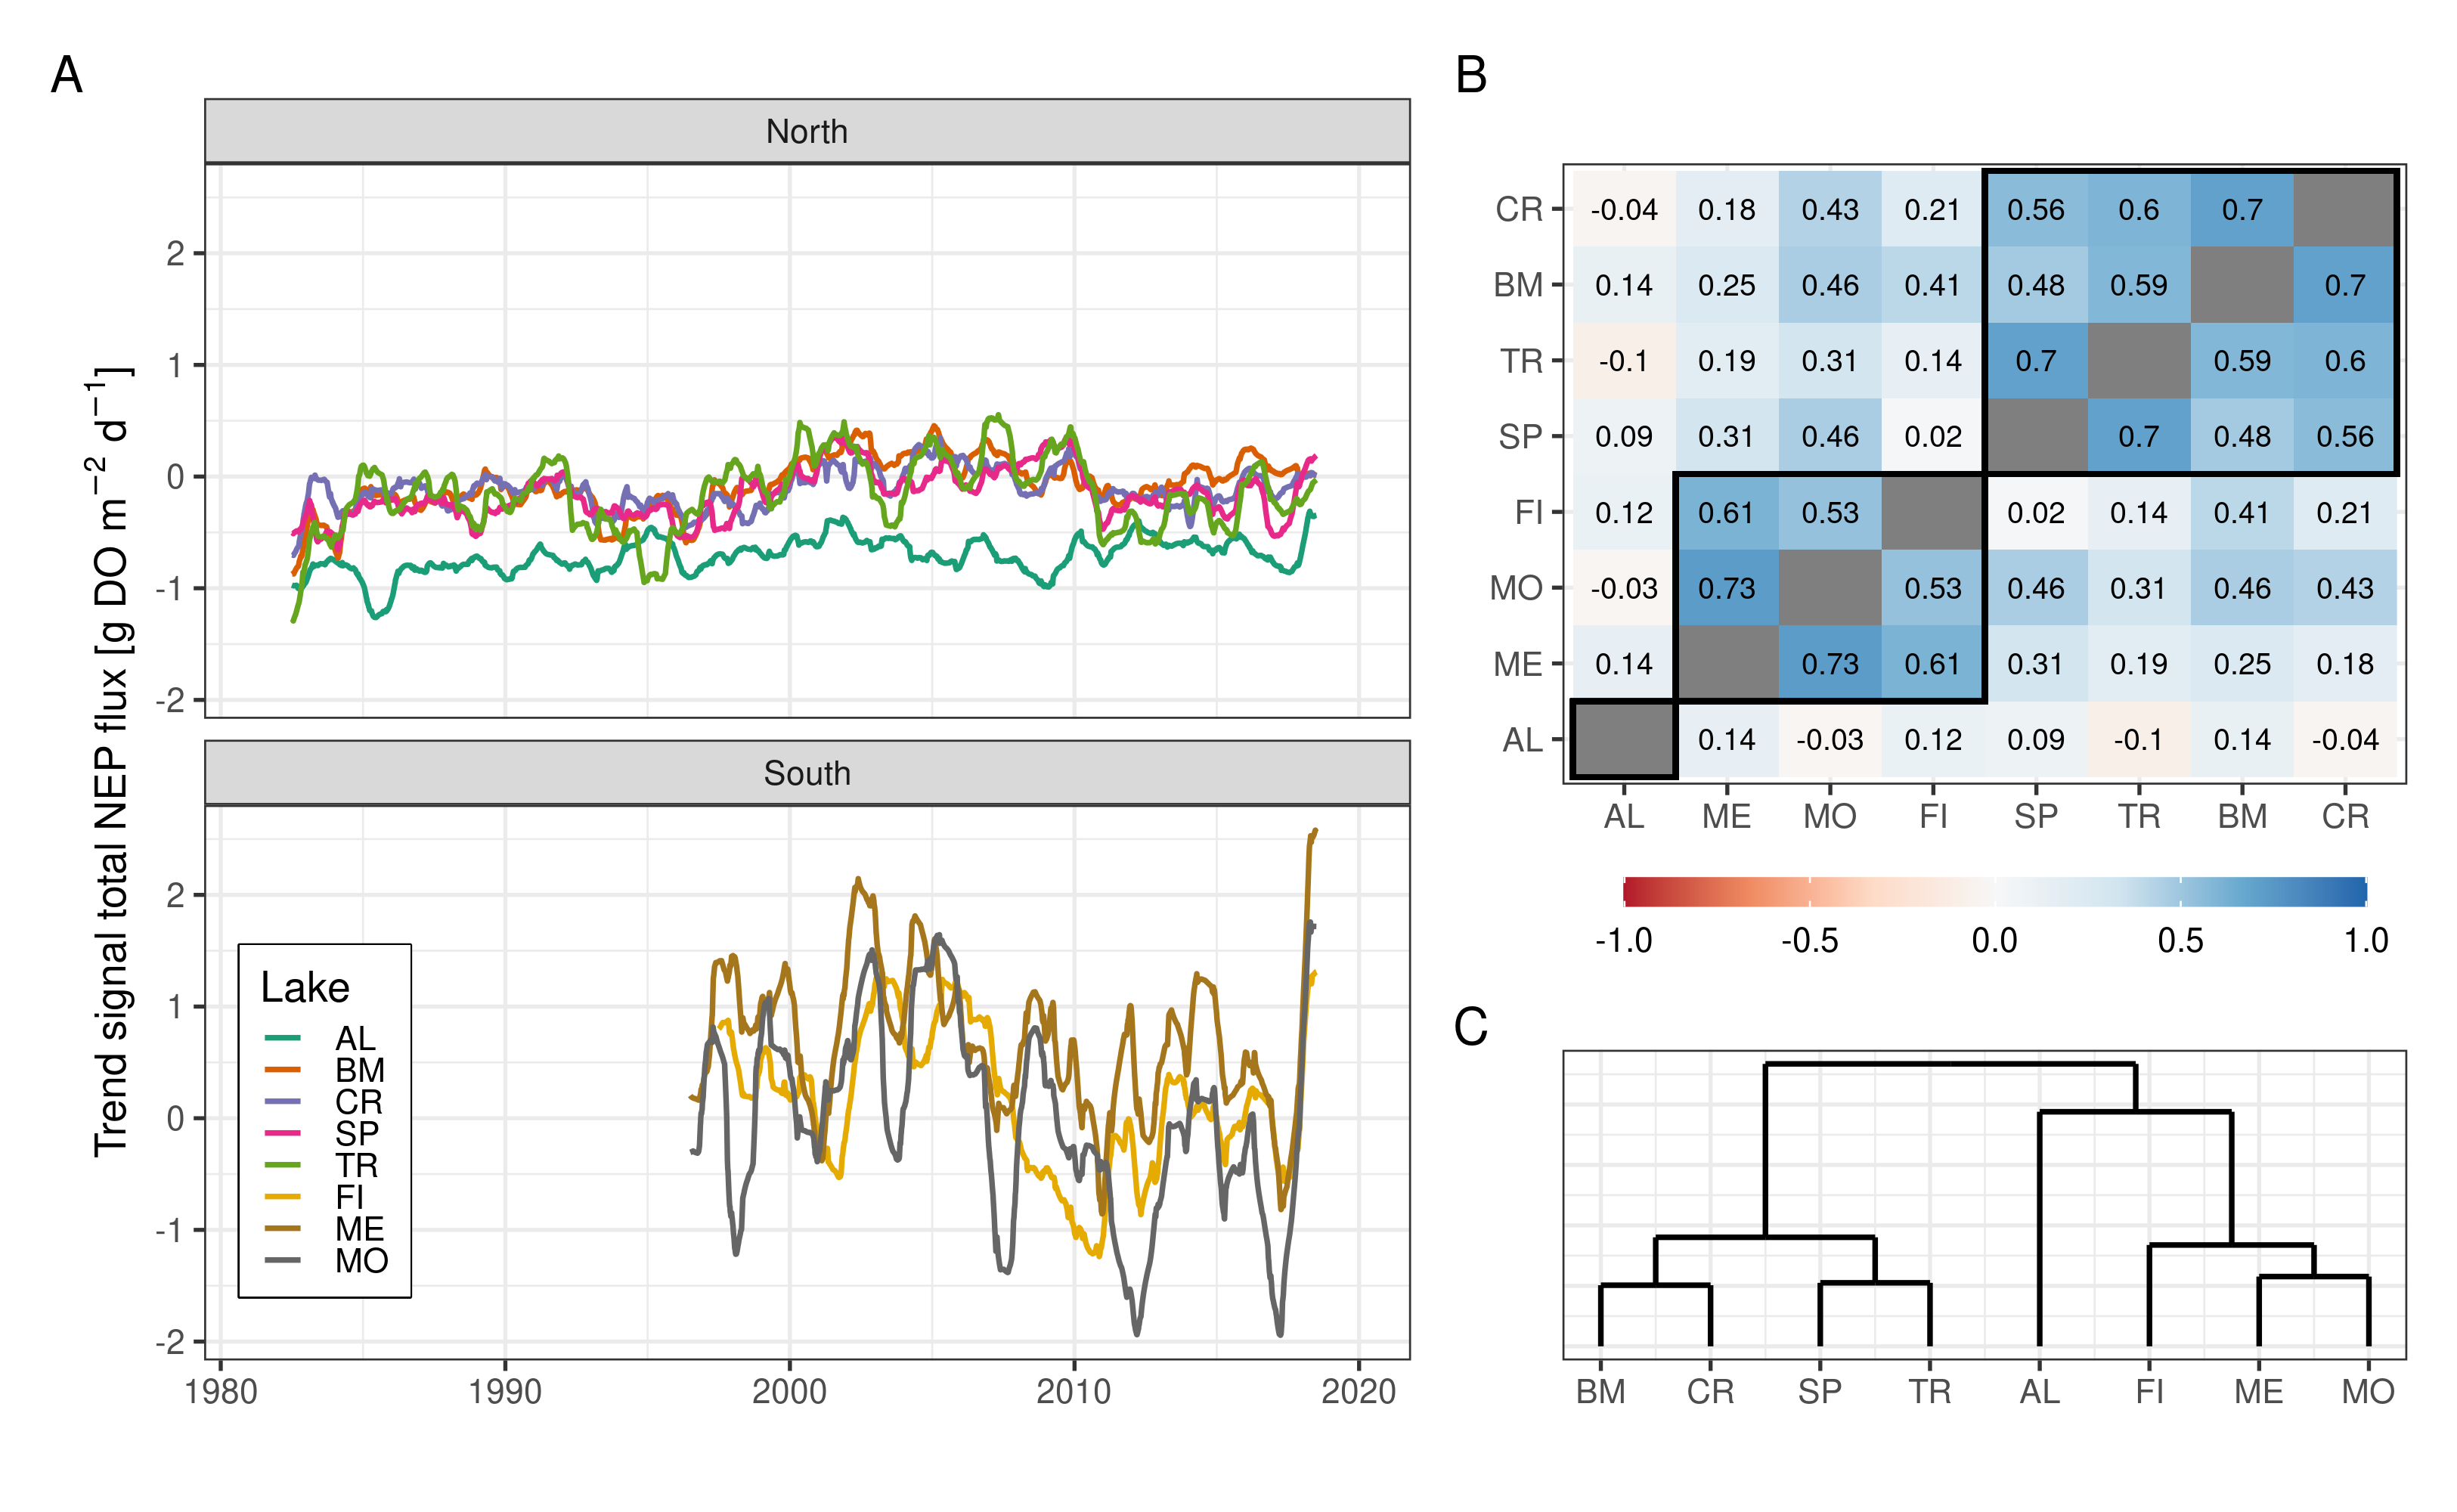 A
North
2
1
0
-1
-2
South
2
1
0
-1
-2
Trend signal total NEP flux [g DO m⁻² d⁻¹]
Lake
AL
BM
CR
SP
TR
FI
ME
MO
1980 1990 2000 2010 2020
B
CR -0.04 0.18 0.43 0.21 0.56 0.6 0.7
BM 0.14 0.25 0.46 0.41 0.48 0.59 0.7
TR -0.1 0.19 0.31 0.14 0.7 0.59 0.6
SP 0.09 0.31 0.46 0.02 0.7 0.48 0.56
FI 0.12 0.61 0.53 0.02 0.14 0.41 0.21
MO -0.03 0.73 0.53 0.46 0.31 0.46 0.43
ME 0.14 0.73 0.61 0.31 0.19 0.25 0.18
AL 0.14 -0.03 0.12 0.09 -0.1 0.14 -0.04
AL ME MO FI SP TR BM CR
-1.0 -0.5 0.0 0.5 1.0
C
BM CR SP TR AL FI ME MO